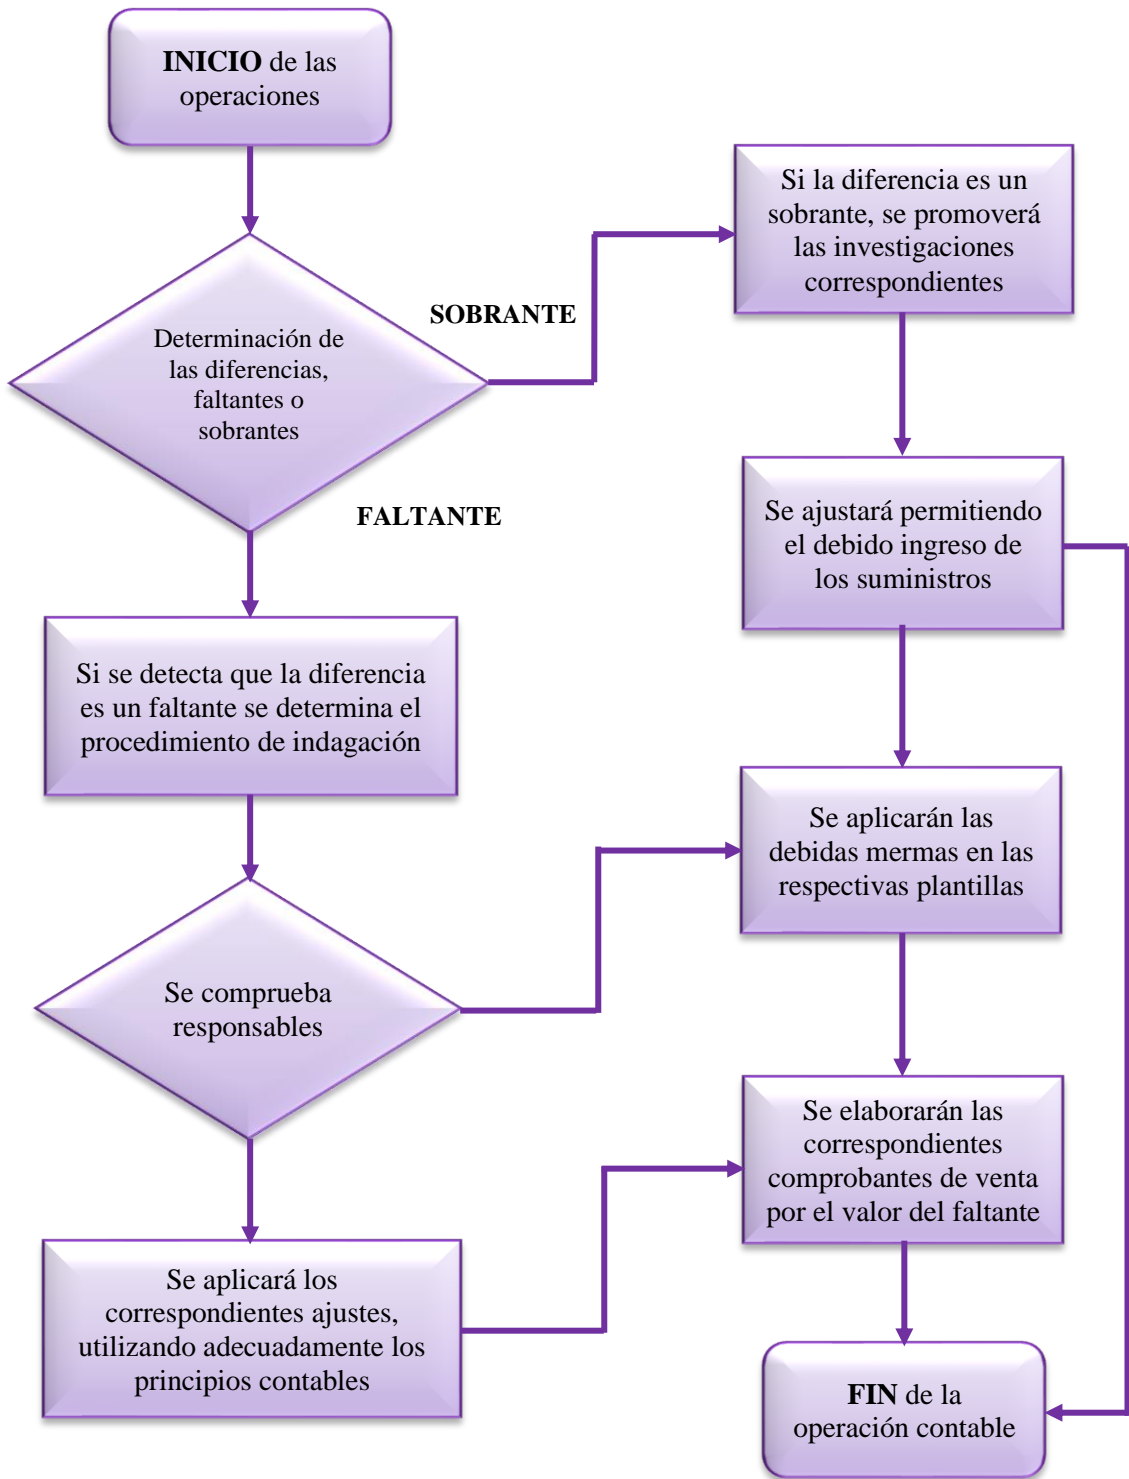 INICIO de las
operaciones
Determinación de
las diferencias,
faltantes o
sobrantes
SOBRANTE
Si la diferencia es un
sobrante, se promoverá
las investigaciones
correspondientes
Se ajustará permitiendo
el debido ingreso de
los suministros
FALTANTE
Si se detecta que la diferencia
es un faltante se determina el
procedimiento de indagación
Se comprueba
responsables
Se aplicarán las
debidas mermas en las
respectivas plantillas
Se aplicará los
correspondientes ajustes,
utilizando adecuadamente los
principios contables
Se elaborarán las
correspondientes
comprobantes de venta
por el valor del faltante
FIN de la
operación contable